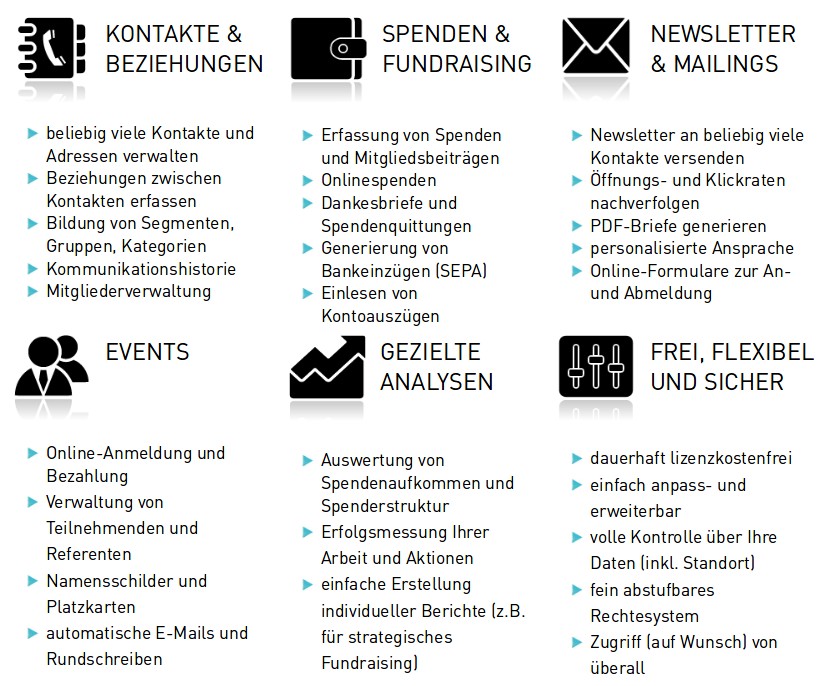 KONTAKTE &
BEZIEHUNGEN
beliebig viele Kontakte und
Adressen verwalten
Beziehungen zwischen
Kontakten erfassen
Bildung von Segmenten,
Gruppen, Kategorien
Kommunikationshistorie
Mitgliederverwaltung
SPENDEN &
FUNDRAISING
Erfassung von Spenden
und Mitgliedsbeiträgen
Onlinespenden
Dankesbriefe und
Spendenquittungen
Generierung von
Bankeinzügen (SEPA)
Einlesen von
Kontoauszügen
NEWSLETTER
& MAILINGS
Newsletter an beliebig viele
Kontakte versenden
Öffnungs- und Klickraten
nachverfolgen
PDF-Briefe generieren
personalisierte Ansprache
Online-Formulare zur An-
und Abmeldung
EVENTS
Online-Anmeldung und
Bezahlung
Verwaltung von
Teilnehmenden und
Referenten
Namensschilder und
Platzkarten
automatische E-Mails und
Rundschreiben
GEZIELTE
ANALYSEN
Auswertung von
Spendenaufkommen und
Spenderstruktur
Erfolgsmessung Ihrer
Arbeit und Aktionen
einfache Erstellung
individueller Berichte (z.B.
für strategisches
Fundraising)
FREI, FLEXIBEL
UND SICHER
dauerhaft lizenzkostenfrei
einfach anpass- und
erweiterbar
volle Kontrolle über Ihre
Daten (inkl. Standort)
fein abstufbares
Rechtesystem
Zugriff (auf Wunsch) von
überall